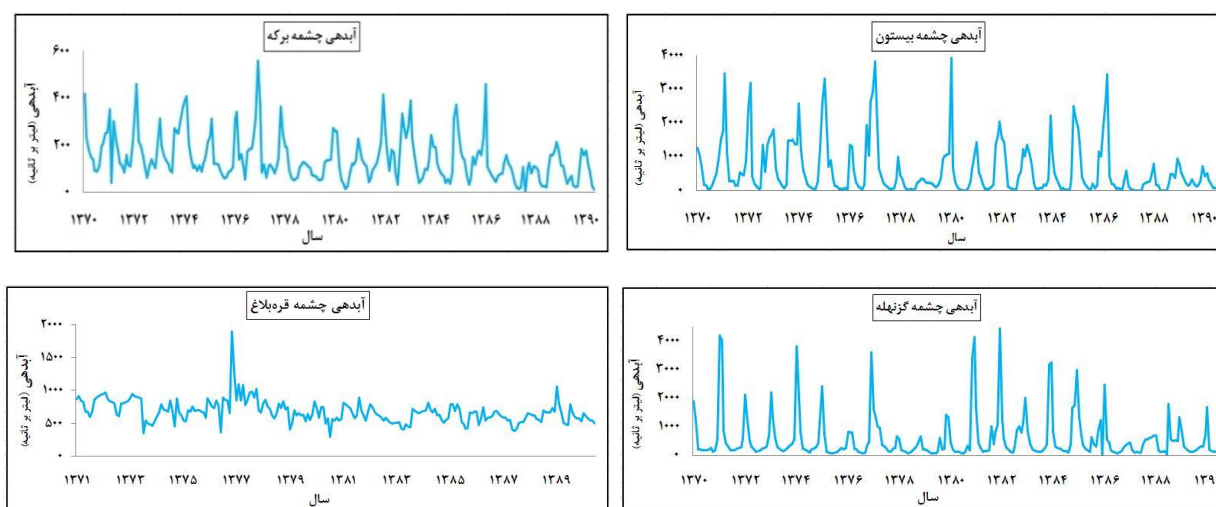 آبدهی چشمه برکه
آبدهی (لیتر بر ثانیه)
۶۰۰
۴۰۰
۲۰۰
۰
۱۳۷۰ ۱۳۷۲ ۱۳۷۴ ۱۳۷۶ ۱۳۷۸ ۱۳۸۰ ۱۳۸۲ ۱۳۸۴ ۱۳۸۶ ۱۳۸۸ ۱۳۹۰
سال
آبدهی چشمه بیستون
آبدهی (لیتر بر ثانیه)
۴۰۰۰
۳۰۰۰
۲۰۰۰
۱۰۰۰
۰
۱۳۷۰ ۱۳۷۲ ۱۳۷۴ ۱۳۷۶ ۱۳۷۸ ۱۳۸۰ ۱۳۸۲ ۱۳۸۴ ۱۳۸۶ ۱۳۸۸ ۱۳۹۰
سال
آبدهی چشمه قره‌بلاغ
آبدهی (لیتر بر ثانیه)
۲۰۰۰
۱۵۰۰
۱۰۰۰
۵۰۰
۰
۱۳۷۱ ۱۳۷۳ ۱۳۷۵ ۱۳۷۷ ۱۳۷۹ ۱۳۸۱ ۱۳۸۳ ۱۳۸۵ ۱۳۸۷ ۱۳۸۹
سال
آبدهی چشمه گزنهله
آبدهی (لیتر بر ثانیه)
۴۰۰۰
۳۰۰۰
۲۰۰۰
۱۰۰۰
۰
۱۳۷۰ ۱۳۷۲ ۱۳۷۴ ۱۳۷۶ ۱۳۷۸ ۱۳۸۰ ۱۳۸۲ ۱۳۸۴ ۱۳۸۶ ۱۳۸۸
سال